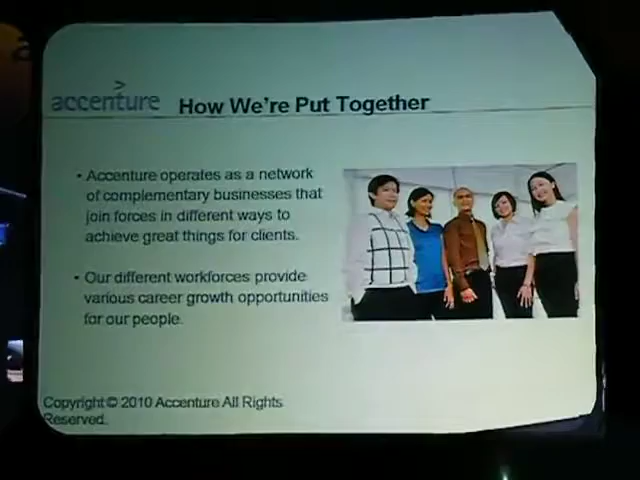 accenture
How We're Put Together
• Accenture operates as a network
of complementary businesses that
join forces in different ways to
achieve great things for clients.
• Our different workforces provide
various career growth opportunities
for our people.
Copyright © 2010 Accenture All Rights
Reserved.